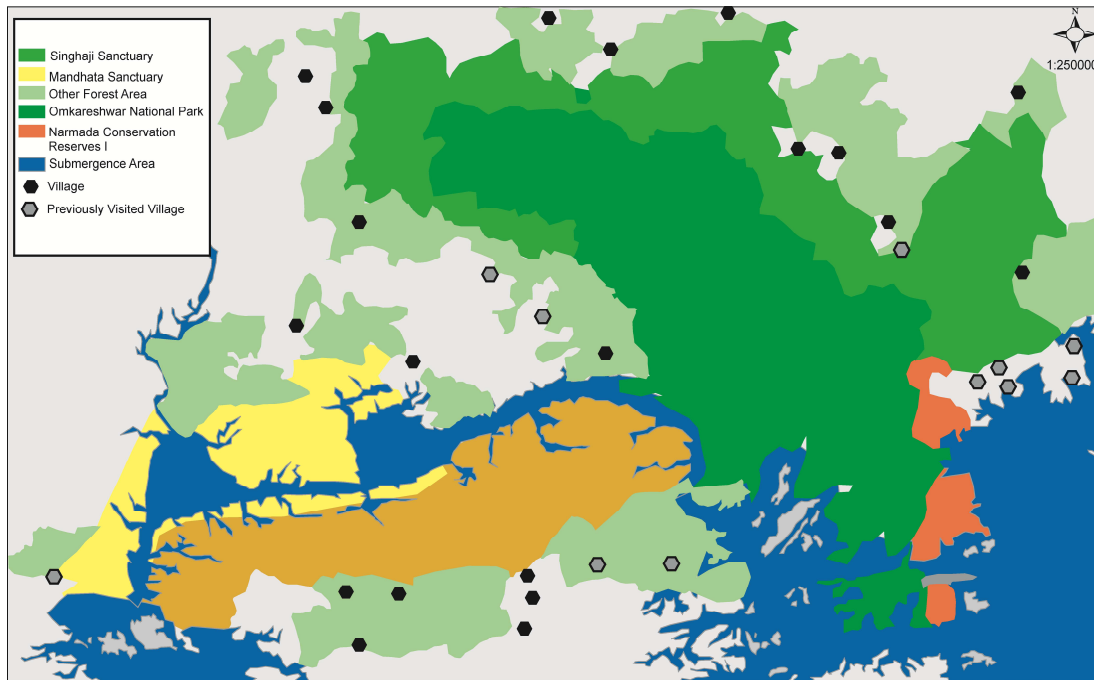 N
1:250000
Singhaji Sanctuary
Mandhata Sanctuary
Other Forest Area
Omkareshwar National Park
Narmada Conservation
Reserves I
Submergence Area
Village
Previously Visited Village